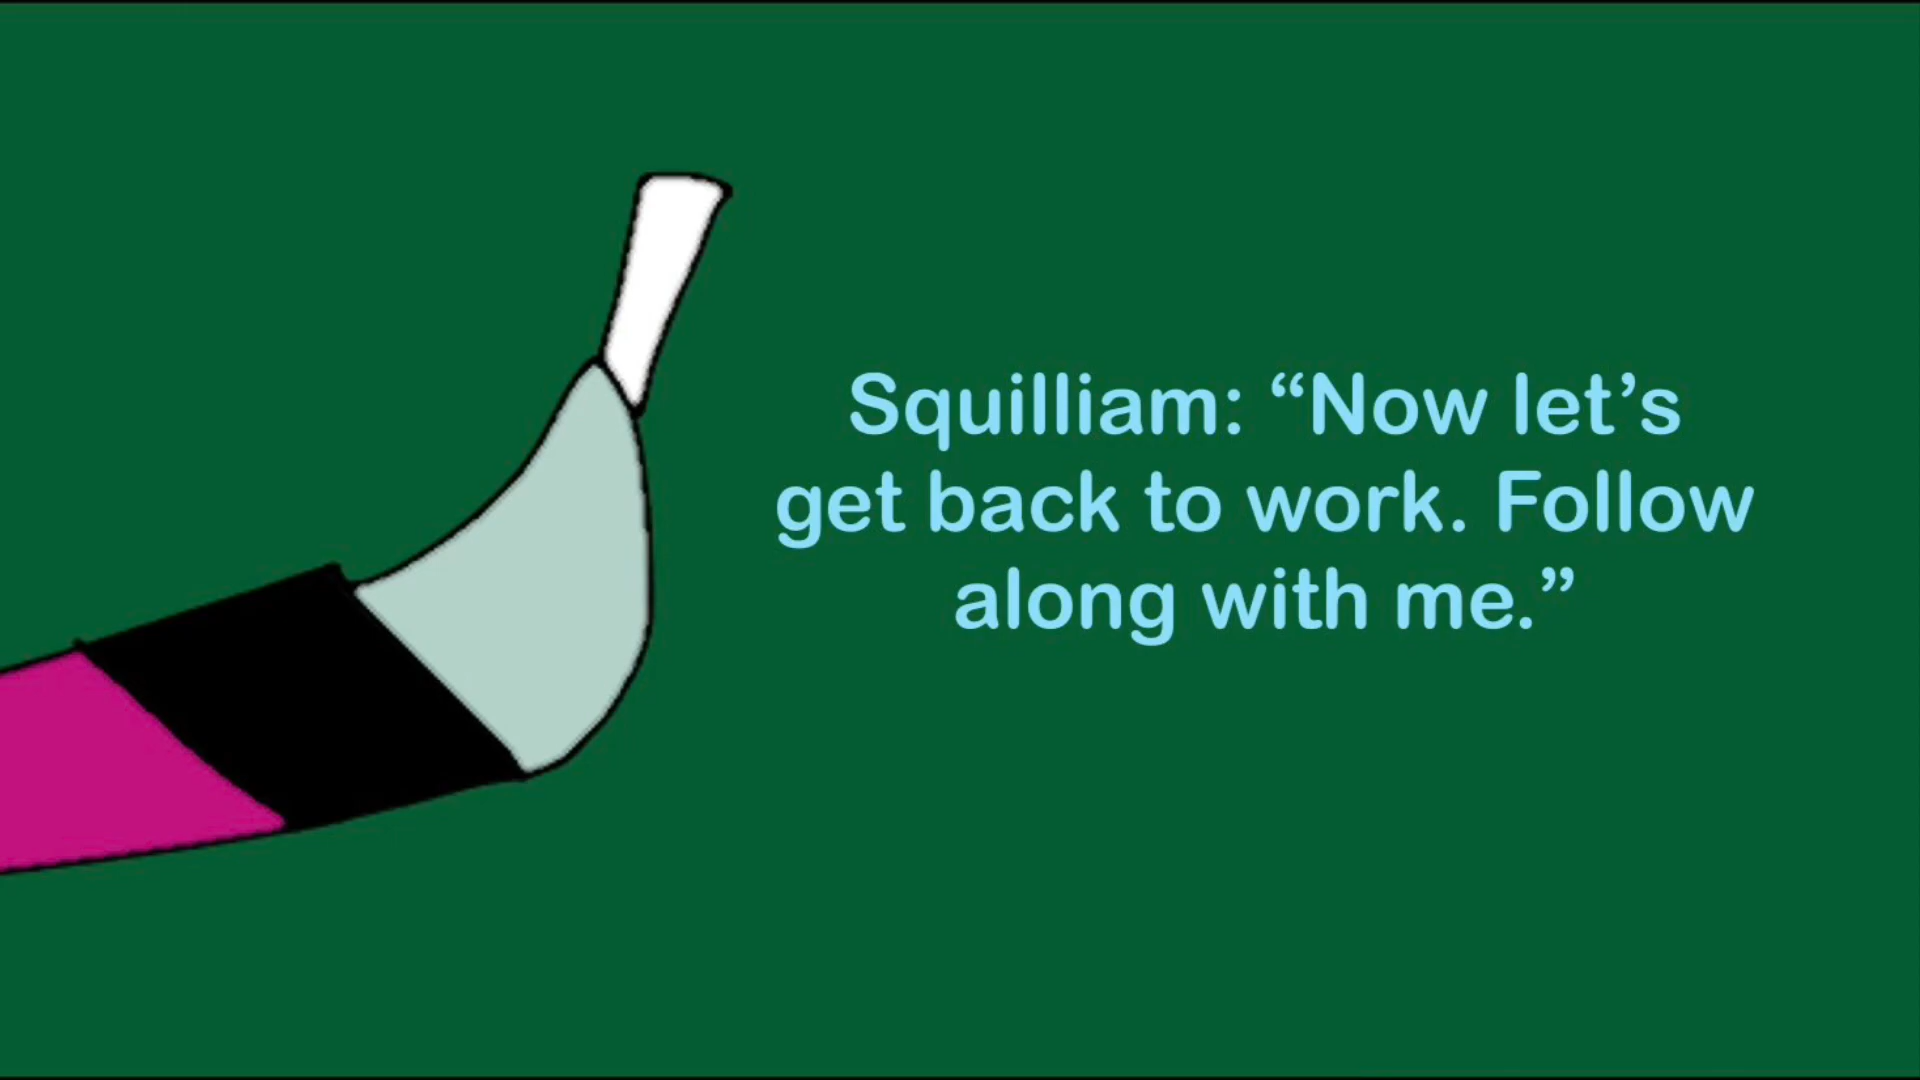 Squilliam: “Now let’s
get back to work. Follow
along with me.”